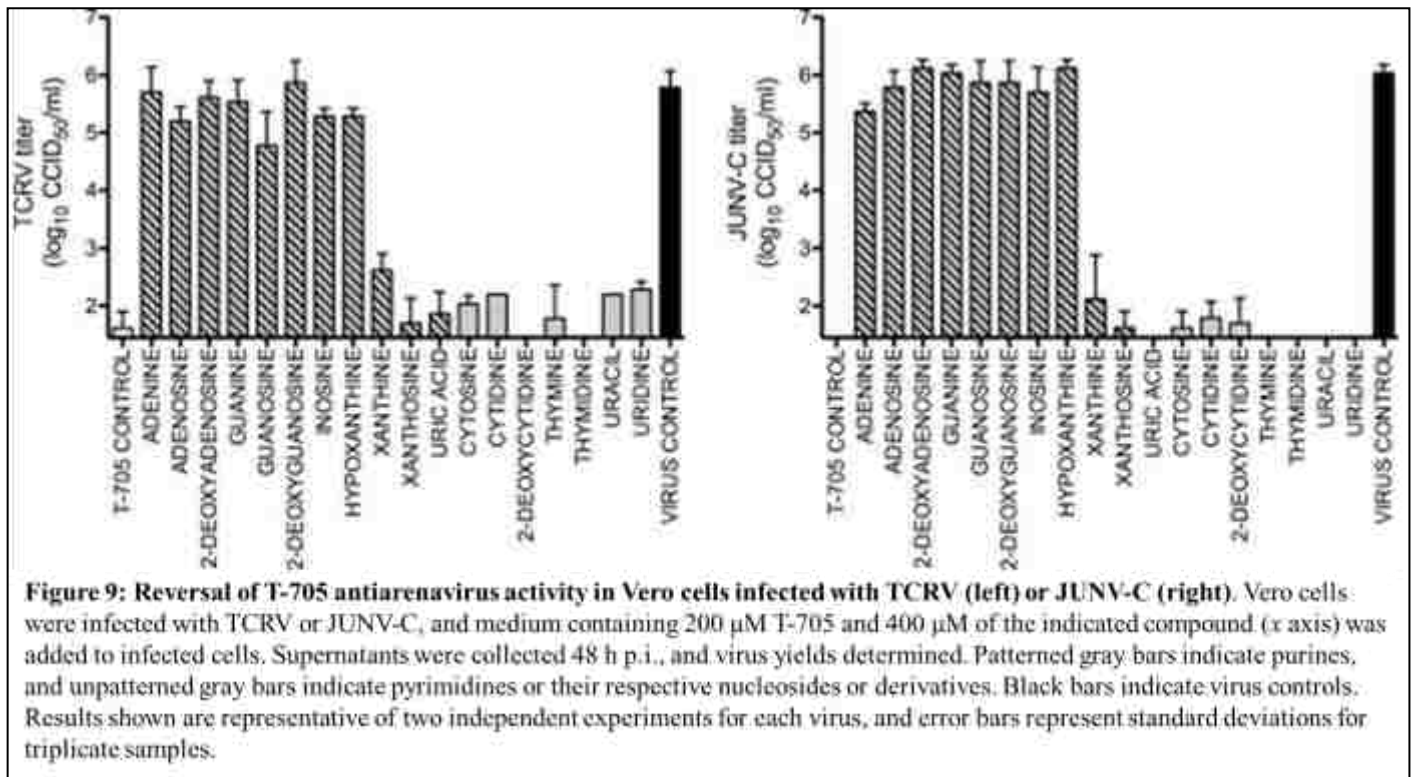 7
6
5
4
3
2
TCRV titer
(log₁₀ CCID₅₀/ml)
T-705 CONTROL
ADENINE
ADENOSINE
2-DEOXYADENOSINE
GUANINE
GUANOSINE
2-DEOXYGUANOSINE
INOSINE
HYPOXANTHINE
XANTHINE
XANTHOSINE
URIC ACID
CYTOSINE
CYTIDINE
2-DEOXYCYTIDINE
THYMINE
THYMIDINE
URACIL
URIDINE
VIRUS CONTROL
7
6
5
4
3
2
JUNV-C titer
(log₁₀ CCID₅₀/ml)
T-705 CONTROL
ADENINE
ADENOSINE
2-DEOXYADENOSINE
GUANINE
GUANOSINE
2-DEOXYGUANOSINE
INOSINE
HYPOXANTHINE
XANTHINE
XANTHOSINE
URIC ACID
CYTOSINE
CYTIDINE
2-DEOXYCYTIDINE
THYMINE
THYMIDINE
URACIL
URIDINE
VIRUS CONTROL
Figure 9: Reversal of T-705 antiarenavirus activity in Vero cells infected with TCRV (left) or JUNV-C (right). Vero cells
were infected with TCRV or JUNV-C, and medium containing 200 μM T-705 and 400 μM of the indicated compound (x axis) was
added to infected cells. Supernatants were collected 48 h p.i., and virus yields determined. Patterned gray bars indicate purines,
and unpatterned gray bars indicate pyrimidines or their respective nucleosides or derivatives. Black bars indicate virus controls.
Results shown are representative of two independent experiments for each virus, and error bars represent standard deviations for
triplicate samples.